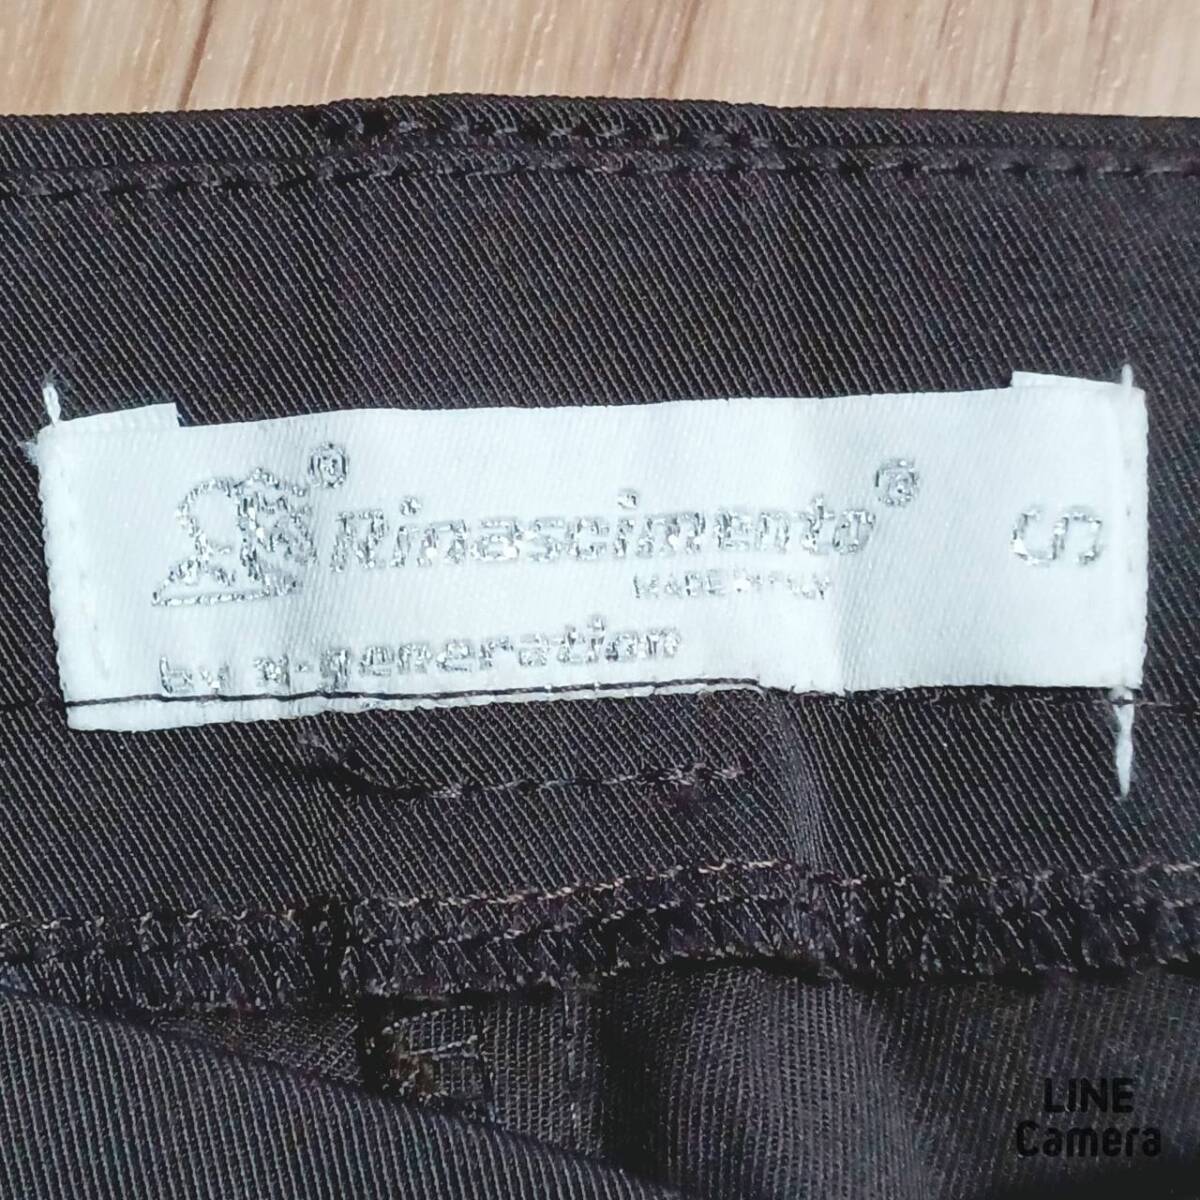 ® Rinascimento® S
MADE IN ITALY
by x-generation
LINE
Camera